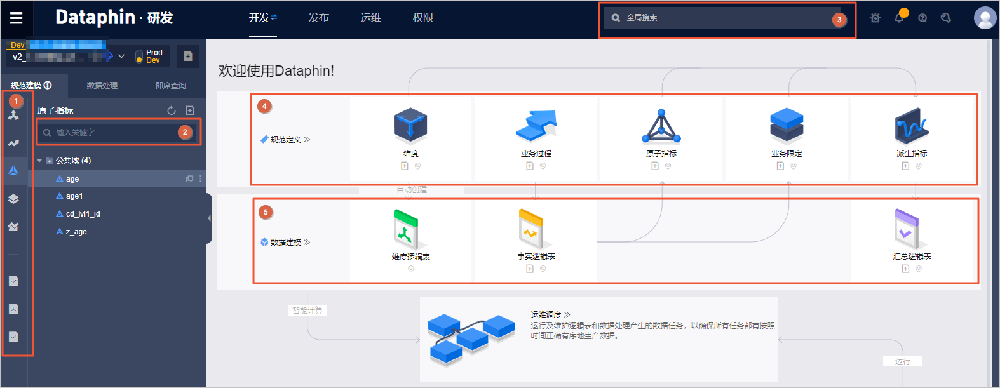 Dataphin · 研发
开发
发布
运维
权限
全局搜索
3
Dev
v2_
Prod
Dev
规范建模
数据处理
即席查询
1
原子指标
输入关键字
2
公共域 (4)
age
age1
cd_lvl1_id
z_age
欢迎使用Dataphin!
4
规范定义
维度
业务过程
原子指标
业务限定
派生指标
自动创建
5
数据建模
维度逻辑表
事实逻辑表
汇总逻辑表
智能计算
运维调度
运行及维护逻辑表和数据处理产生的数据任务，以确保所有任务都有按照
时间正确有序地生产数据。
运行